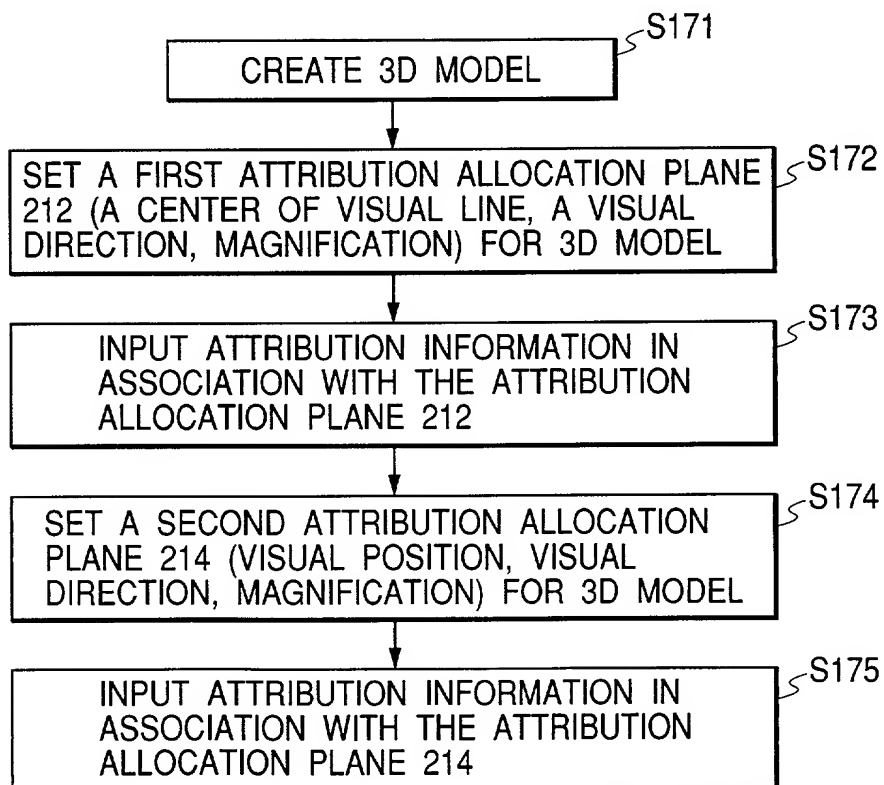 S171
CREATE 3D MODEL
S172
SET A FIRST ATTRIBUTION ALLOCATION PLANE
212 (A CENTER OF VISUAL LINE, A VISUAL
DIRECTION, MAGNIFICATION) FOR 3D MODEL
S173
INPUT ATTRIBUTION INFORMATION IN
ASSOCIATION WITH THE ATTRIBUTION
ALLOCATION PLANE 212
S174
SET A SECOND ATTRIBUTION ALLOCATION
PLANE 214 (VISUAL POSITION, VISUAL
DIRECTION, MAGNIFICATION) FOR 3D MODEL
S175
INPUT ATTRIBUTION INFORMATION IN
ASSOCIATION WITH THE ATTRIBUTION
ALLOCATION PLANE 214